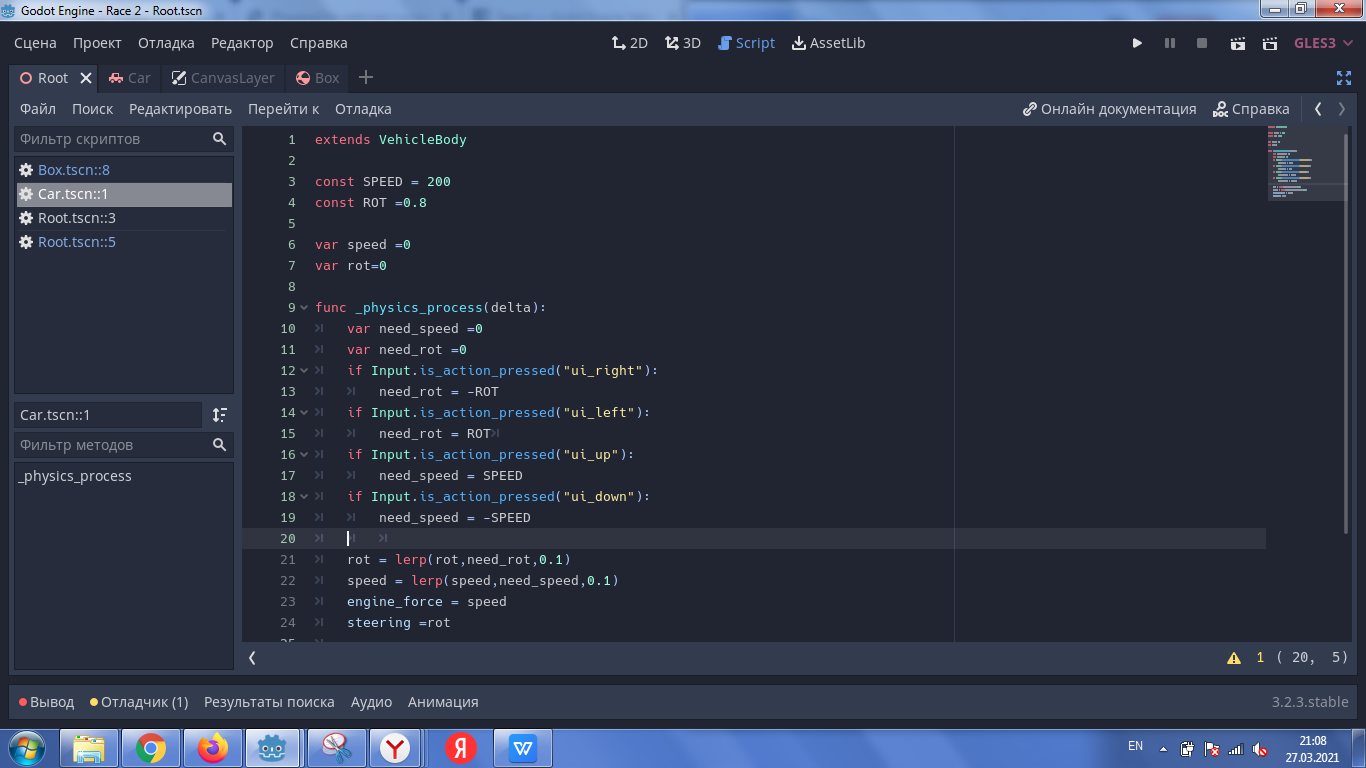 Godot Engine - Race 2 - Root.tscn
Сцена Проект Отладка Редактор Справка 2D 3D Script AssetLib GLES3
Root Car CanvasLayer Box
Файл Поиск Редактировать Перейти к Отладка Онлайн документация Справка
Фильтр скриптов
Box.tscn::8
Car.tscn::1
Root.tscn::3
Root.tscn::5
Car.tscn::1
Фильтр методов
_physics_process
1 extends VehicleBody
2
3 const SPEED = 200
4 const ROT =0.8
5
6 var speed =0
7 var rot=0
8
9 func _physics_process(delta):
10 var need_speed =0
11 var need_rot =0
12 if Input.is_action_pressed("ui_right"):
13 need_rot = -ROT
14 if Input.is_action_pressed("ui_left"):
15 need_rot = ROT
16 if Input.is_action_pressed("ui_up"):
17 need_speed = SPEED
18 if Input.is_action_pressed("ui_down"):
19 need_speed = -SPEED
20
21 rot = lerp(rot,need_rot,0.1)
22 speed = lerp(speed,need_speed,0.1)
23 engine_force = speed
24 steering =rot
25
1 ( 20, 5)
Вывод Отладчик (1) Результаты поиска Аудио Анимация 3.2.3.stable
EN 21:08
27.03.2021